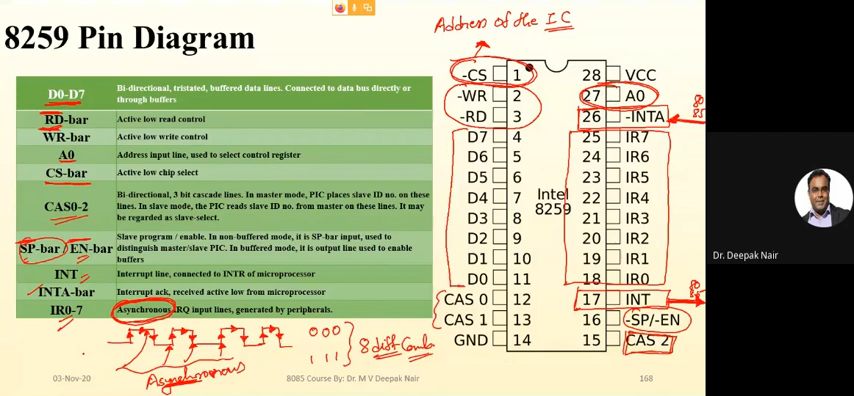 Address of the IC
8259 Pin Diagram
D0-D7 Bi-directional, tristated, buffered data lines. Connected to data bus directly or
through buffers
RD-bar Active low read control
WR-bar Active low write control
A0 Address input line, used to select control register
CS-bar Active low chip select
CAS0-2 Bi-directional, 3 bit cascade lines. In master mode, PIC places slave ID no. on these
lines. In slave mode, the PIC reads slave ID no. from master on these lines. It may
be regarded as slave-select.
SP-bar / EN-bar Slave program / enable. In non-buffered mode, it is SP-bar input, used to
distinguish master/slave PIC. In buffered mode, it is output line used to enable
buffers
INT Interrupt line, connected to INTR of microprocessor
INTA-bar Interrupt ack, received active low from microprocessor
IR0-7 Asynchronous IRQ input lines, generated by peripherals.
-CS 1 28 VCC
-WR 2 27 A0
-RD 3 26 -INTA
D7 4 25 IR7
D6 5 24 IR6
D5 6 23 IR5
D4 7 22 IR4
D3 8 21 IR3
D2 9 20 IR2
D1 10 19 IR1
D0 11 18 IR0
CAS 0 12 17 INT
CAS 1 13 16 -SP/-EN
GND 14 15 CAS 2
Intel
8259
000
111
8 diff Comb
Asynchronous
03-Nov-20
8085 Course By: Dr. M V Deepak Nair
168
Dr. Deepak Nair